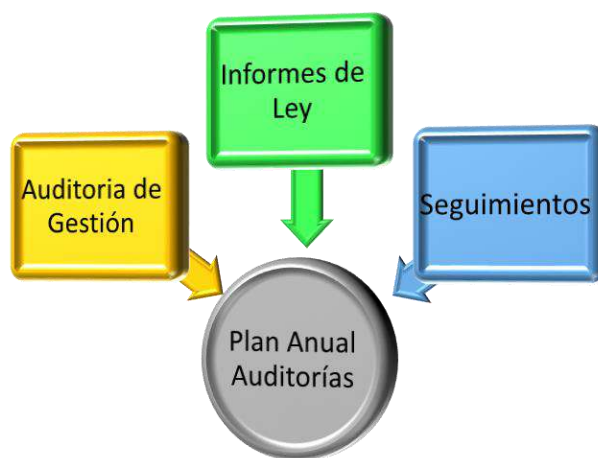 Informes de
Ley
Auditoria de
Gestión
Seguimientos
Plan Anual
Auditorías